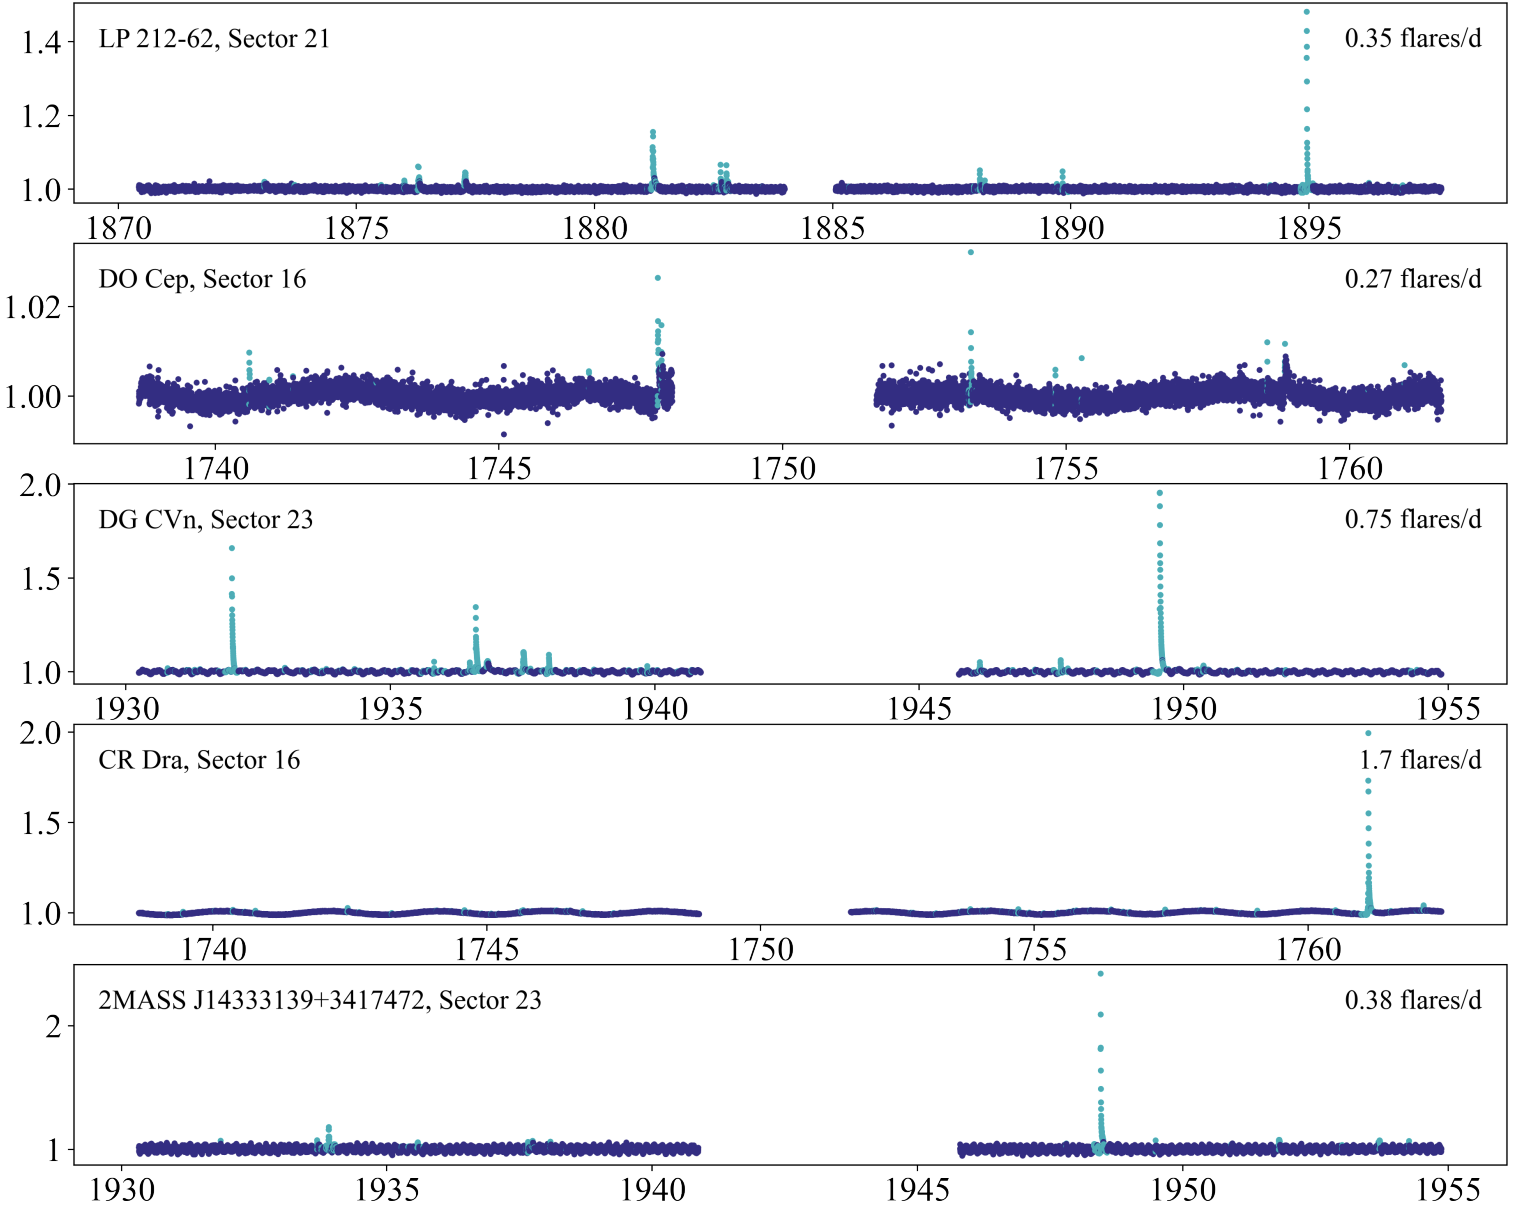 LP 212-62, Sector 21
0.35 flares/d
1.4
1.2
1.0
1870 1875 1880 1885 1890 1895
DO Cep, Sector 16
0.27 flares/d
1.02
1.00
1740 1745 1750 1755 1760
2.0
DG CVn, Sector 23
0.75 flares/d
1.5
1.0
1930 1935 1940 1945 1950 1955
2.0
CR Dra, Sector 16
1.7 flares/d
1.5
1.0
1740 1745 1750 1755 1760
2MASS J14333139+3417472, Sector 23
0.38 flares/d
2
1
1930 1935 1940 1945 1950 1955